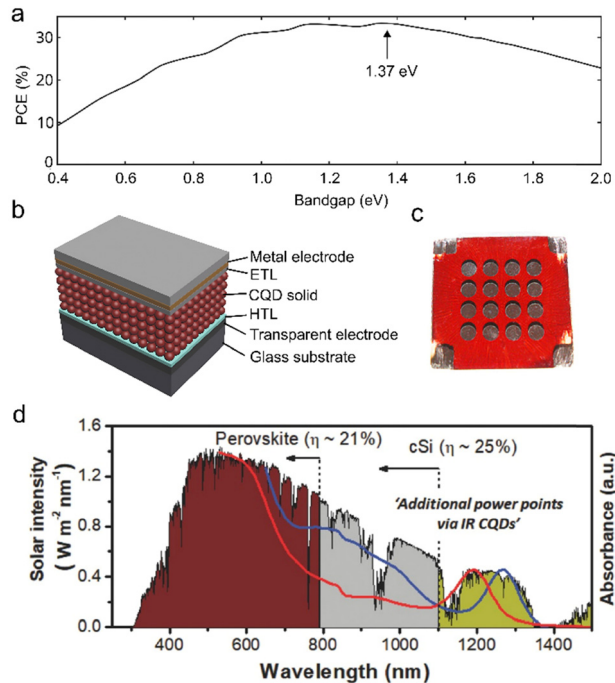 a
30
20
10
0
PCE (%)
1.37 eV
0.4 0.6 0.8 1.0 1.2 1.4 1.6 1.8 2.0
Bandgap (eV)
b
Metal electrode
ETL
CQD solid
HTL
Transparent electrode
Glass substrate
c
d
1.6
1.2
0.8
0.4
0.0
Solar intensity
( W m⁻² nm⁻¹)
Perovskite (η ~ 21%)
cSi (η ~ 25%)
'Additional power points
via IR CQDs'
Absorbance (a.u.)
400 600 800 1000 1200 1400
Wavelength (nm)